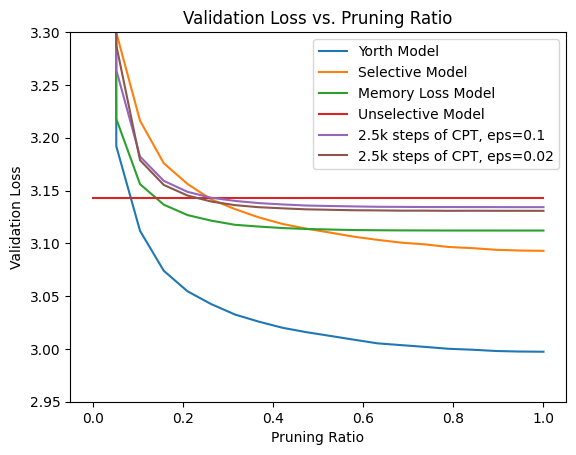 Validation Loss vs. Pruning Ratio
3.30
3.25
3.20
3.15
3.10
3.05
3.00
2.95
Validation Loss
Yorth Model
Selective Model
Memory Loss Model
Unselective Model
2.5k steps of CPT, eps=0.1
2.5k steps of CPT, eps=0.02
0.0 0.2 0.4 0.6 0.8 1.0
Pruning Ratio